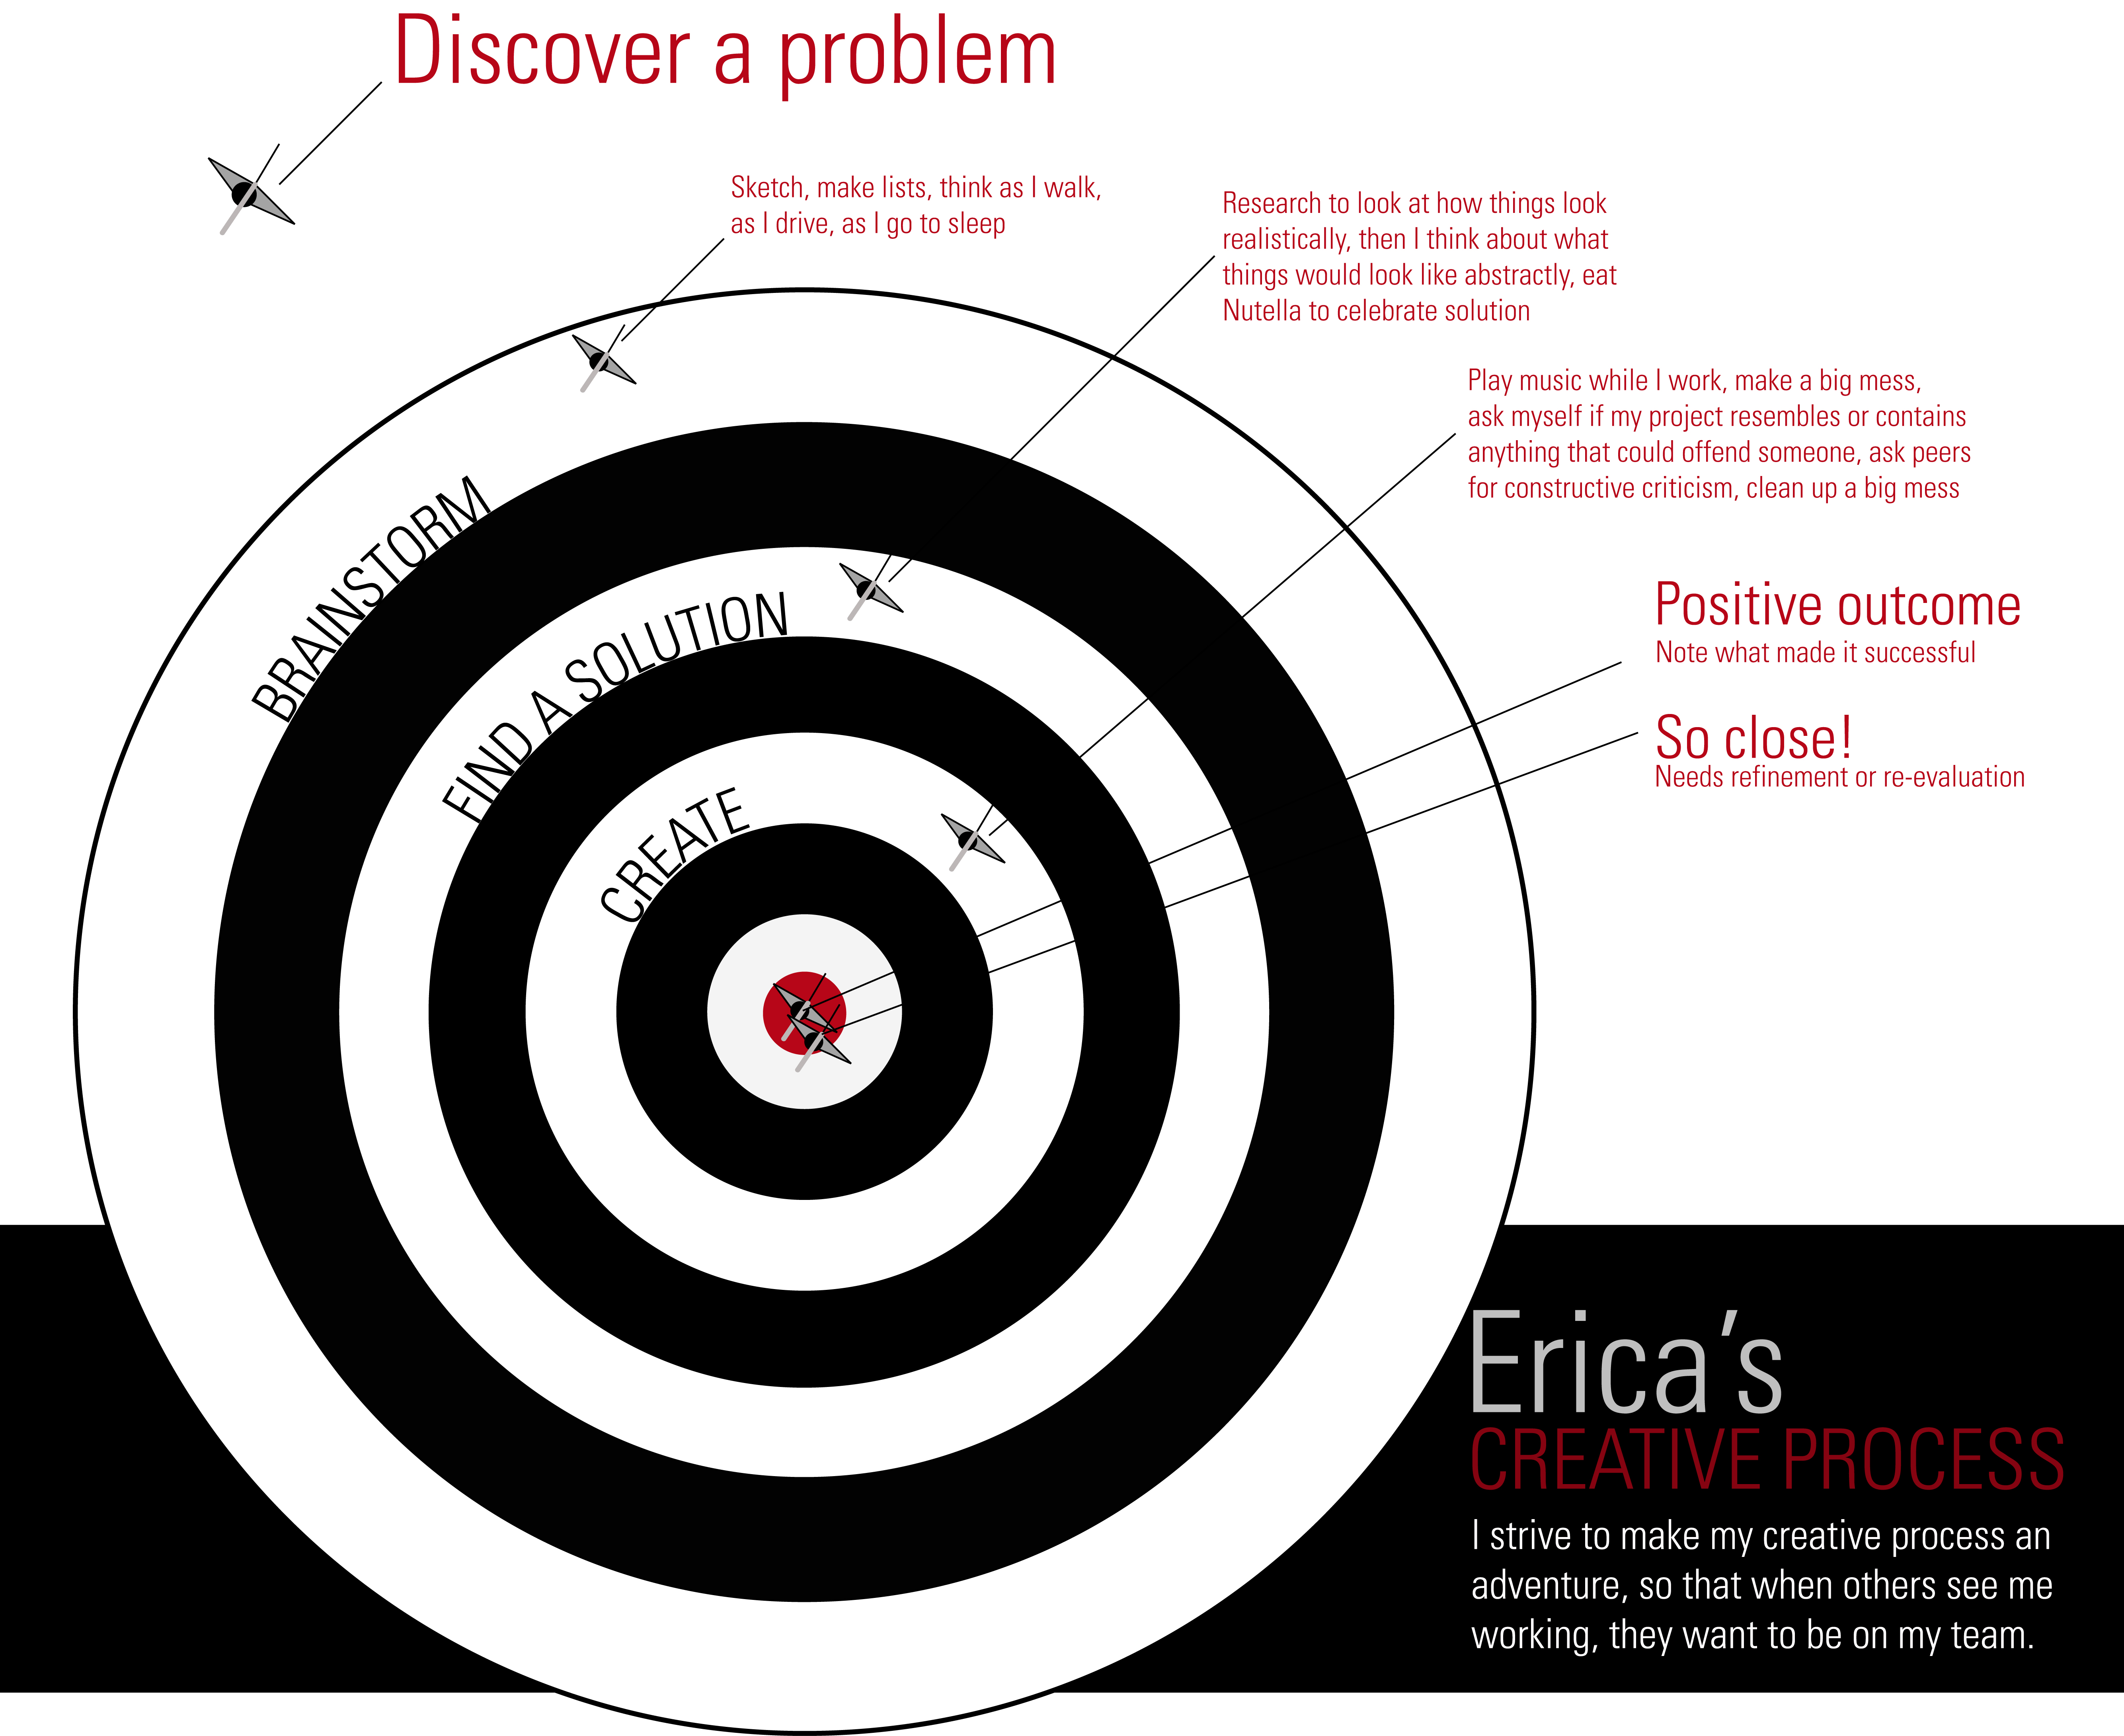 Discover a problem
Sketch, make lists, think as I walk,
as I drive, as I go to sleep
Research to look at how things look
realistically, then I think about what
things would look like abstractly, eat
Nutella to celebrate solution
Play music while I work, make a big mess,
ask myself if my project resembles or contains
anything that could offend someone, ask peers
for constructive criticism, clean up a big mess
BRAINSTORM
FIND A SOLUTION
CREATE
Positive outcome
Note what made it successful
So close!
Needs refinement or re-evaluation
Erica’s
CREATIVE PROCESS
I strive to make my creative process an
adventure, so that when others see me
working, they want to be on my team.